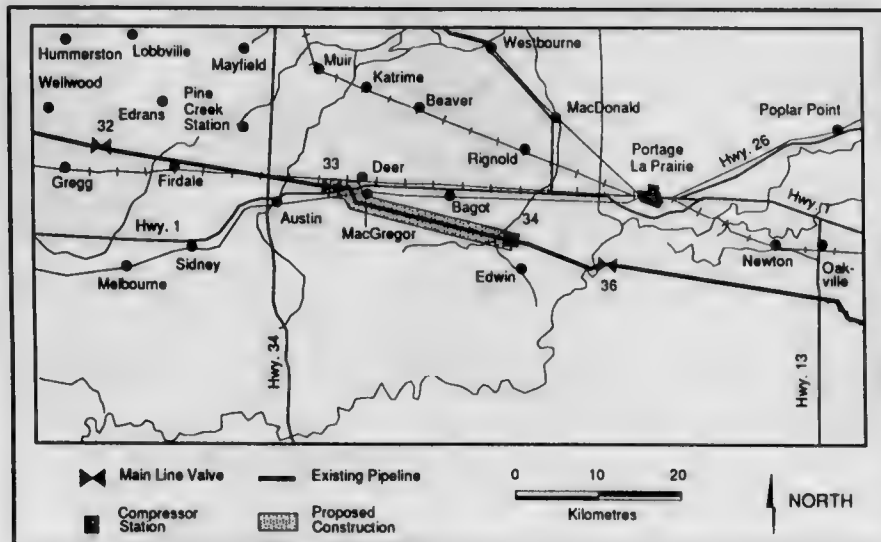 Hummerston
Lobbville
Mayfield
Wellwood
Edrans
Pine
Creek
Station
32
Gregg
Firdale
Hwy. 1
Sidney
Melbourne
Muir
Katrime
Beaver
Westbourne
MacDonald
Rignold
Portage
La Prairie
Poplar Point
Hwy. 26
33
Deer
Austin
MacGregor
Bagot
34
Edwin
36
Hwy. 1
Newton
Oak-
ville
Hwy. 34
Hwy. 13
Main Line Valve
Existing Pipeline
Compressor
Station
Proposed
Construction
0 10 20
Kilometres
NORTH